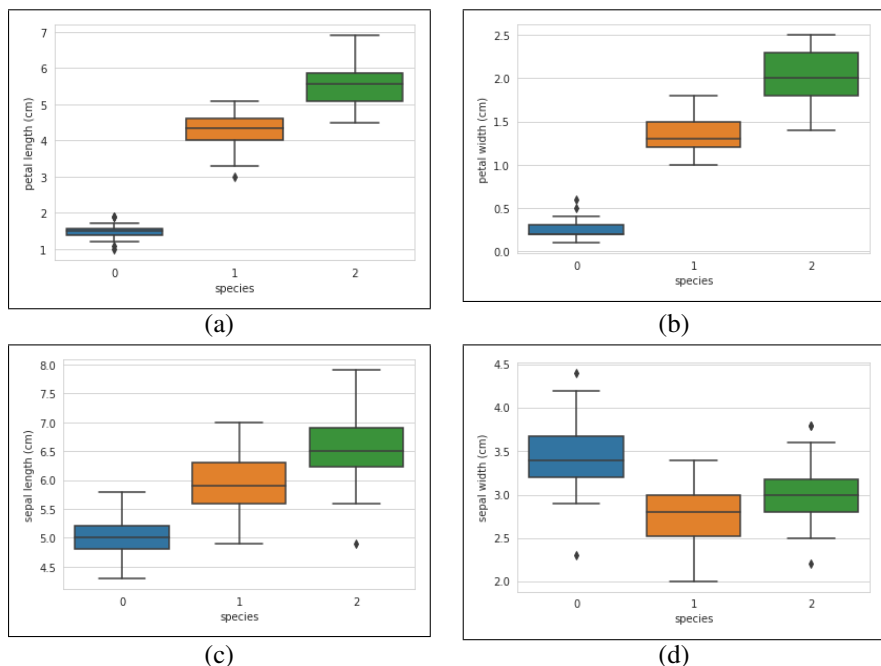 7
6
5
4
3
2
1
petal length (cm)
0 1 2
species
(a)
2.5
2.0
1.5
1.0
0.5
0.0
petal width (cm)
0 1 2
species
(b)
8.0
7.5
7.0
6.5
6.0
5.5
5.0
4.5
sepal length (cm)
0 1 2
species
(c)
4.5
4.0
3.5
3.0
2.5
2.0
sepal width (cm)
0 1 2
species
(d)